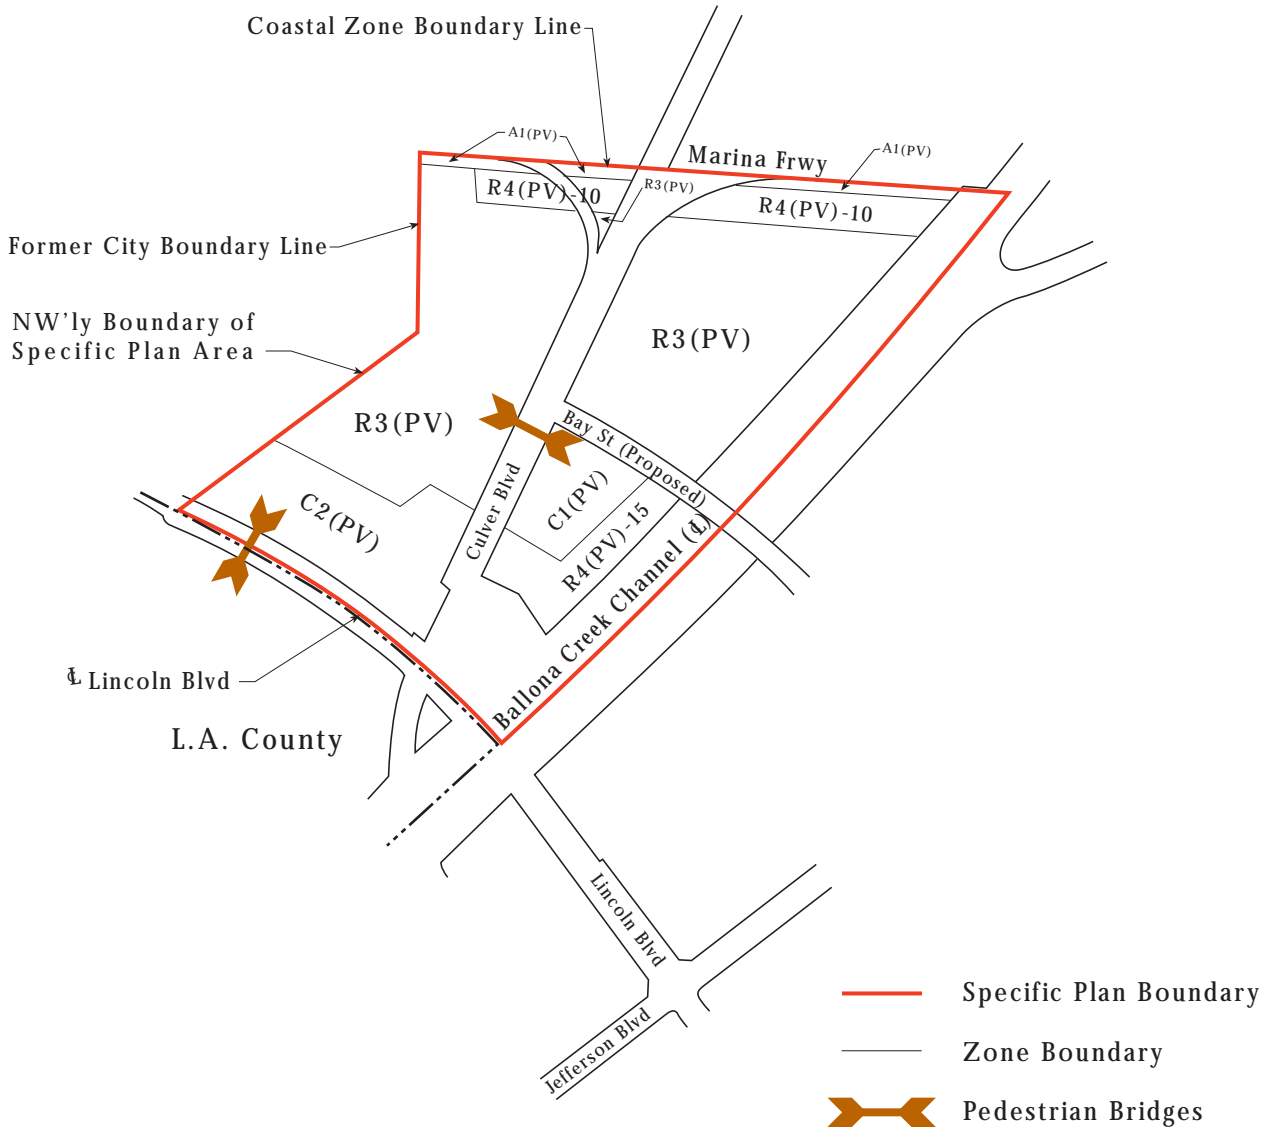 Coastal Zone Boundary Line
A1(PV)
Marina Frwy
A1(PV)
R4(PV)-10
R3(PV)
R4(PV)-10
Former City Boundary Line
NW'ly Boundary of
Specific Plan Area
R3(PV)
R3(PV)
Bay St (Proposed)
C2(PV)
Culver Blvd
C1(PV)
R4(PV)-15
Ballona Creek Channel (℄)
℄ Lincoln Blvd
L.A. County
Lincoln Blvd
Jefferson Blvd
Specific Plan Boundary
Zone Boundary
Pedestrian Bridges